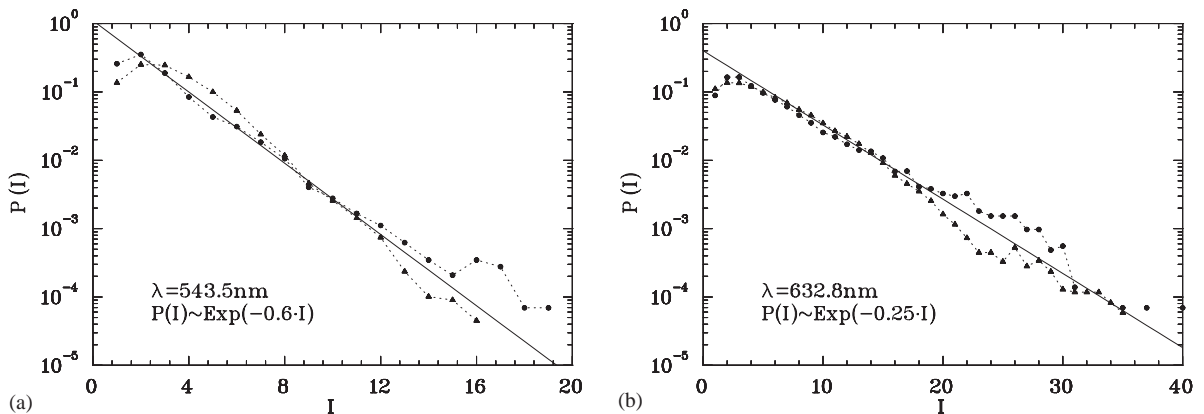 10^0
10^-1
10^-2
10^-3
10^-4
10^-5
P (I)
λ=543.5nm
P(I)~Exp(−0.6·I)
0 4 8 12 16 20
I
(a)
10^0
10^-1
10^-2
10^-3
10^-4
10^-5
P (I)
λ=632.8nm
P(I)~Exp(−0.25·I)
0 10 20 30 40
I
(b)